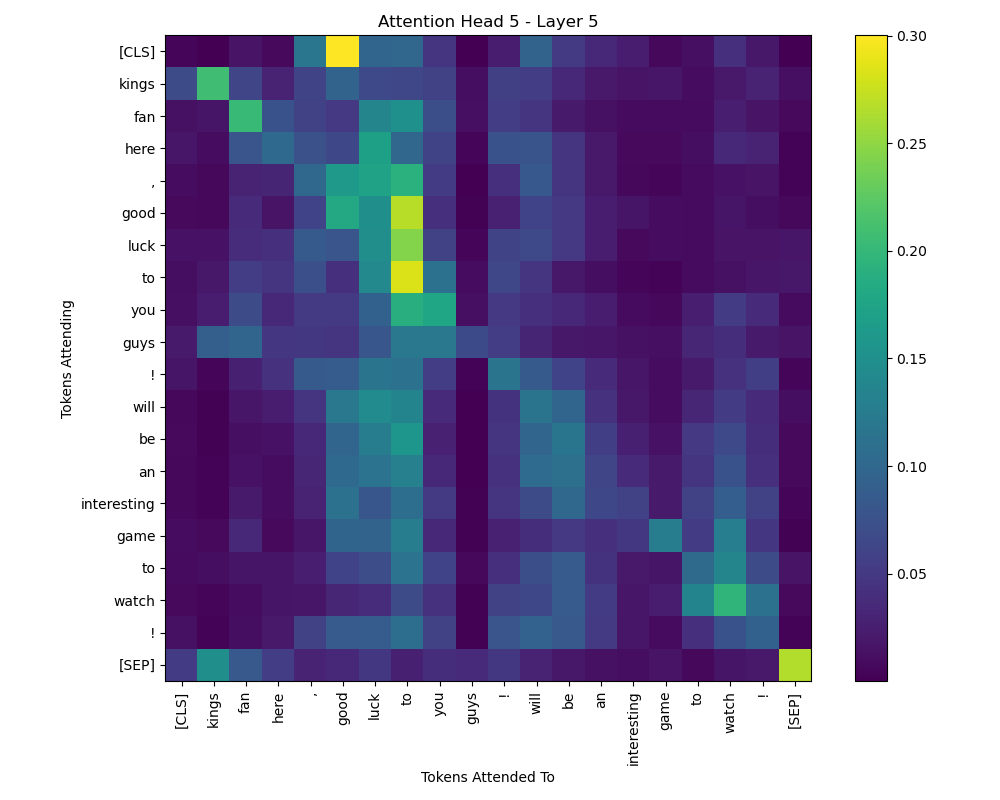 Attention Head 5 - Layer 5
[CLS]
kings
fan
here
,
good
luck
to
you
guys
!
will
be
an
interesting
game
to
watch
!
[SEP]
Tokens Attending
[CLS]
kings
fan
here
,
good
luck
to
you
guys
!
will
be
an
interesting
game
to
watch
!
[SEP]
Tokens Attended To
0.30
0.25
0.20
0.15
0.10
0.05